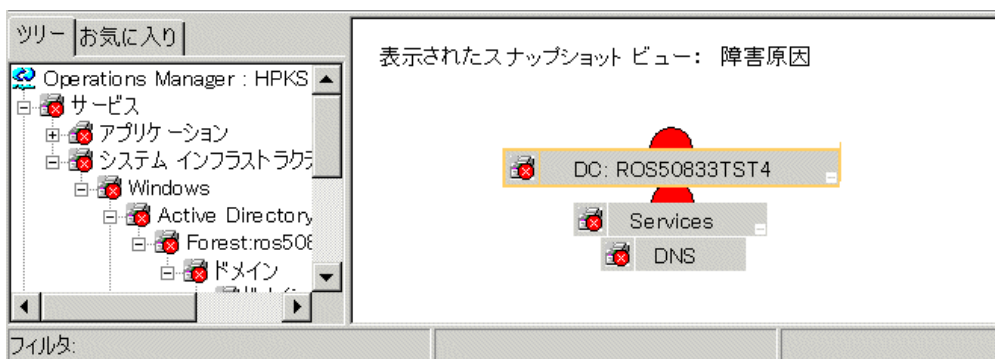 ツリー お気に入り
Operations Manager : HPKS
サービス
アプリケーション
システム インフラストラクラ
Windows
Active Directory
Forest:ros508
ドメイン
表示されたスナップショット ビュー: 障害原因
DC: ROS50833TST4
Services
DNS
フィルタ: